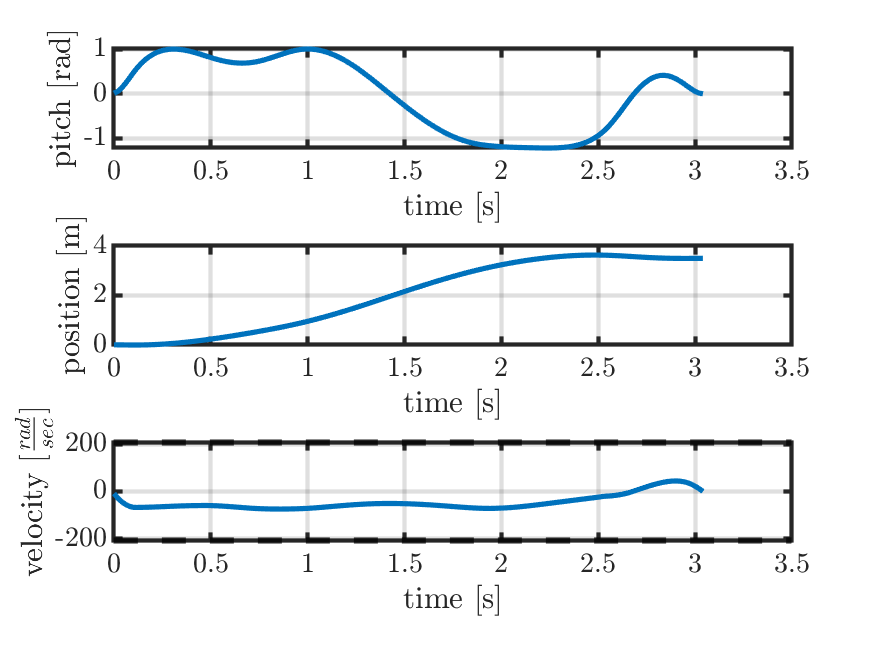 pitch [rad]
1
0
-1
0 0.5 1 1.5 2 2.5 3 3.5
time [s]
position [m]
4
2
0
0 0.5 1 1.5 2 2.5 3 3.5
time [s]
velocity [rad/sec]
200
0
-200
0 0.5 1 1.5 2 2.5 3 3.5
time [s]